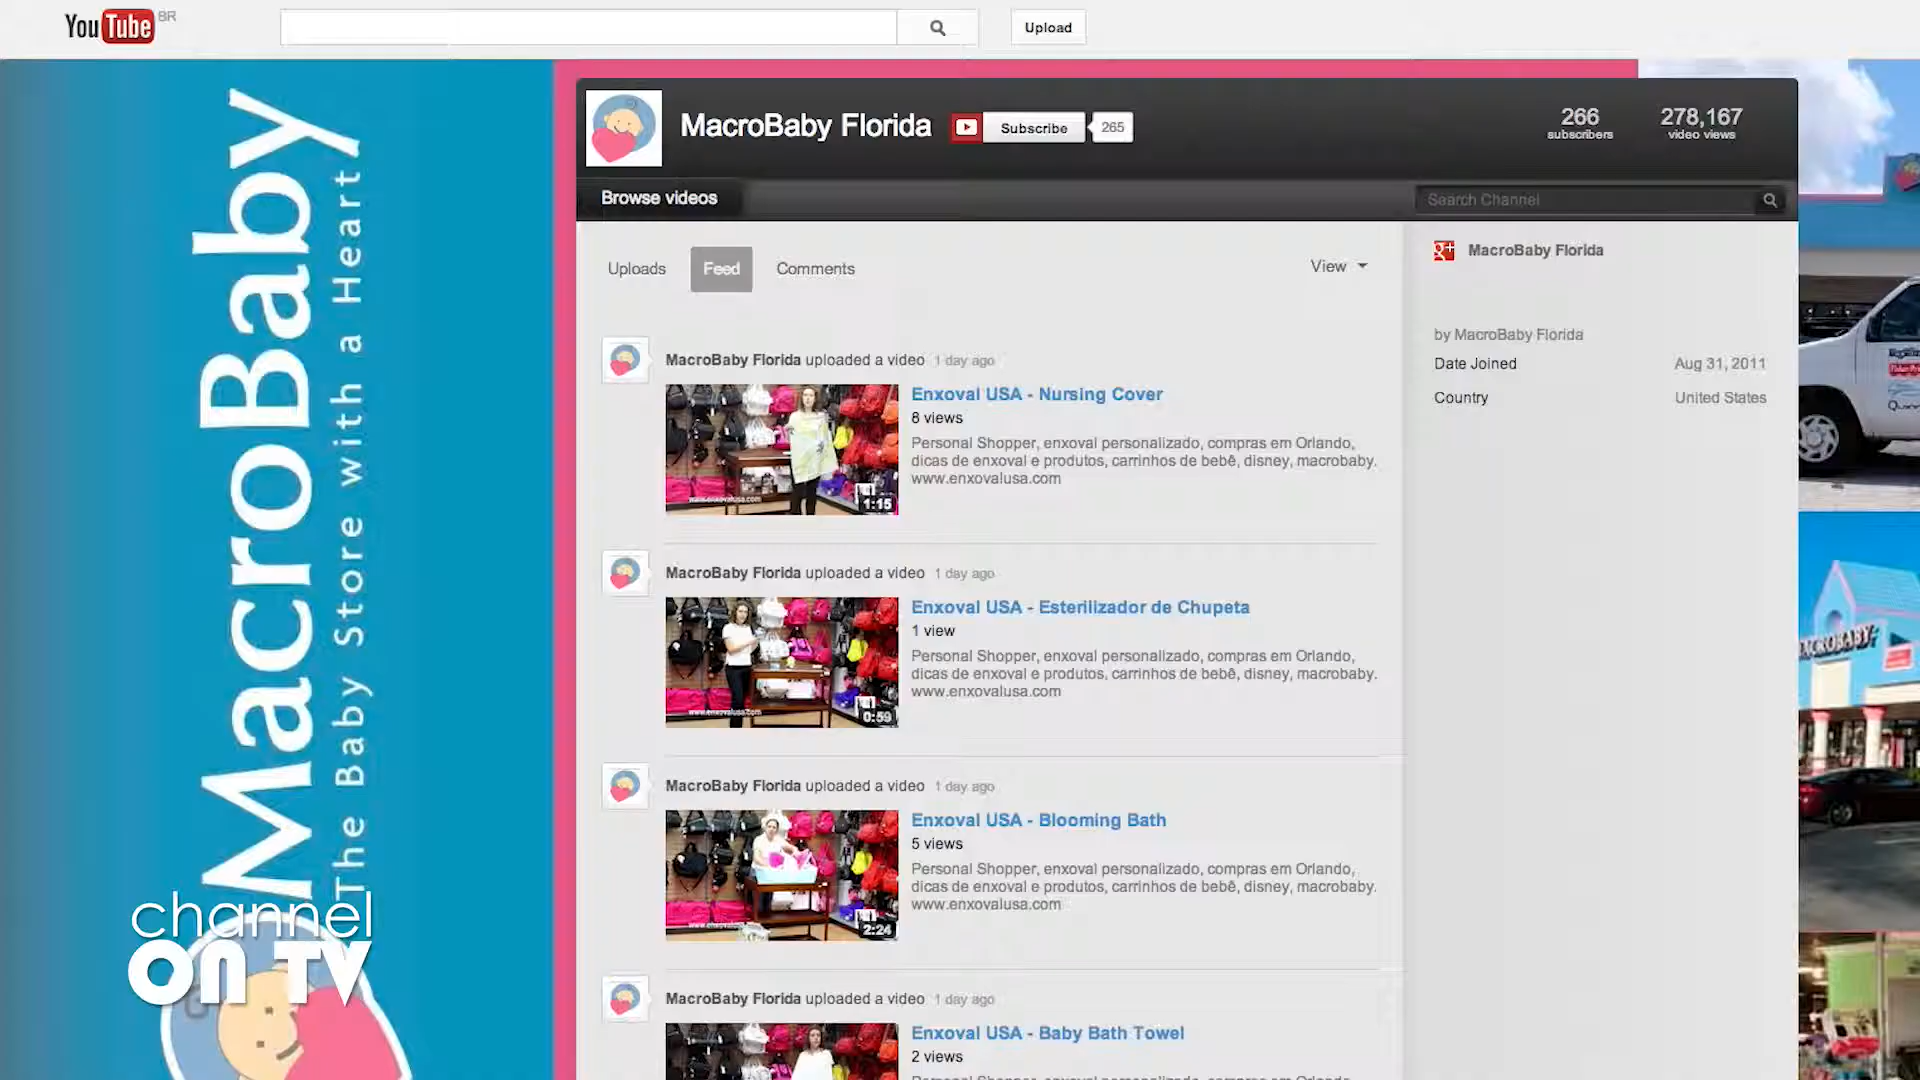 YouTube BR
Upload
MacroBaby
The Baby Store with a Heart
MacroBaby Florida
Subscribe
265
266
subscribers
278,167
video views
Browse videos
Search Channel
Uploads
Feed
Comments
View
MacroBaby Florida
by MacroBaby Florida
Date Joined Aug 31, 2011
Country United States
MacroBaby Florida uploaded a video 1 day ago
Enxoval USA - Nursing Cover
8 views
Personal Shopper, enxoval personalizado, compras em Orlando,
dicas de enxoval e produtos, carrinhos de bebê, disney, macrobaby.
www.enxovalusa.com
www.enxovalusa.com
1:15
MacroBaby Florida uploaded a video 1 day ago
Enxoval USA - Esterilizador de Chupeta
1 view
Personal Shopper, enxoval personalizado, compras em Orlando,
dicas de enxoval e produtos, carrinhos de bebê, disney, macrobaby.
www.enxovalusa.com
www.enxovalusa.com
0:59
MacroBaby Florida uploaded a video 1 day ago
Enxoval USA - Blooming Bath
5 views
Personal Shopper, enxoval personalizado, compras em Orlando,
dicas de enxoval e produtos, carrinhos de bebê, disney, macrobaby.
www.enxovalusa.com
2:24
MacroBaby Florida uploaded a video 1 day ago
Enxoval USA - Baby Bath Towel
2 views
MACROBABY
channel
ON TV